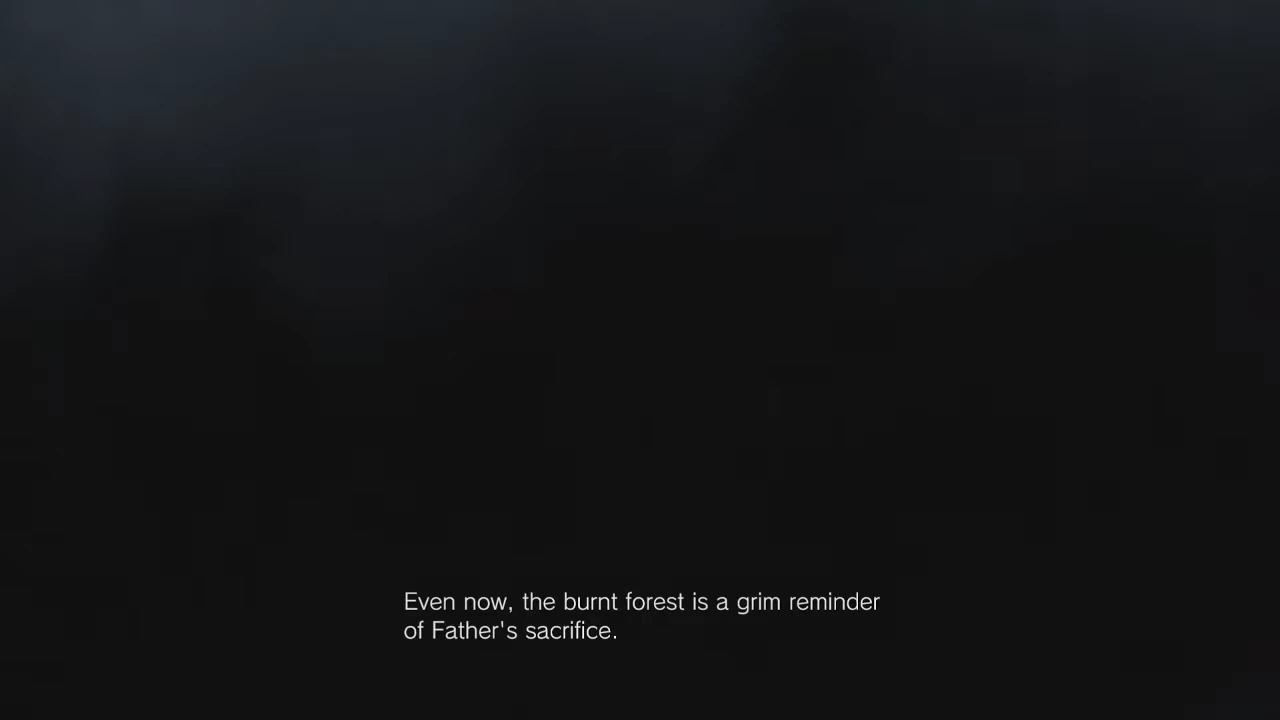 Even now, the burnt forest is a grim reminder
of Father's sacrifice.